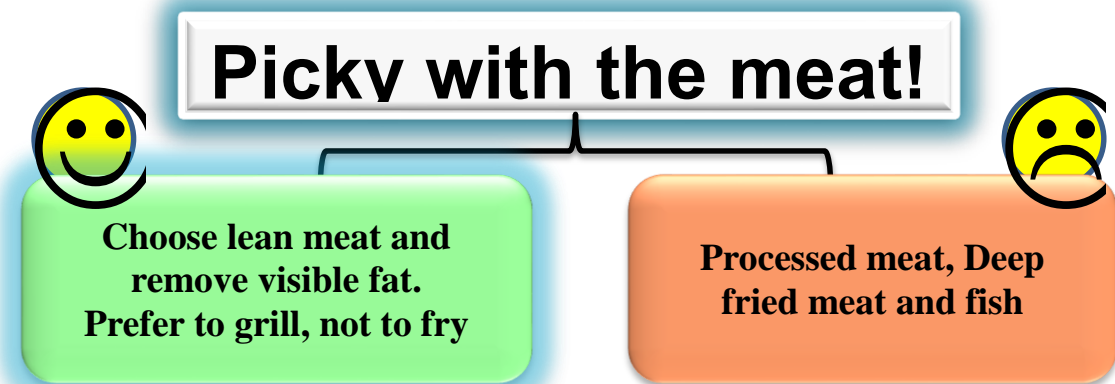 Picky with the meat!
Choose lean meat and
remove visible fat.
Prefer to grill, not to fry
Processed meat, Deep
fried meat and fish